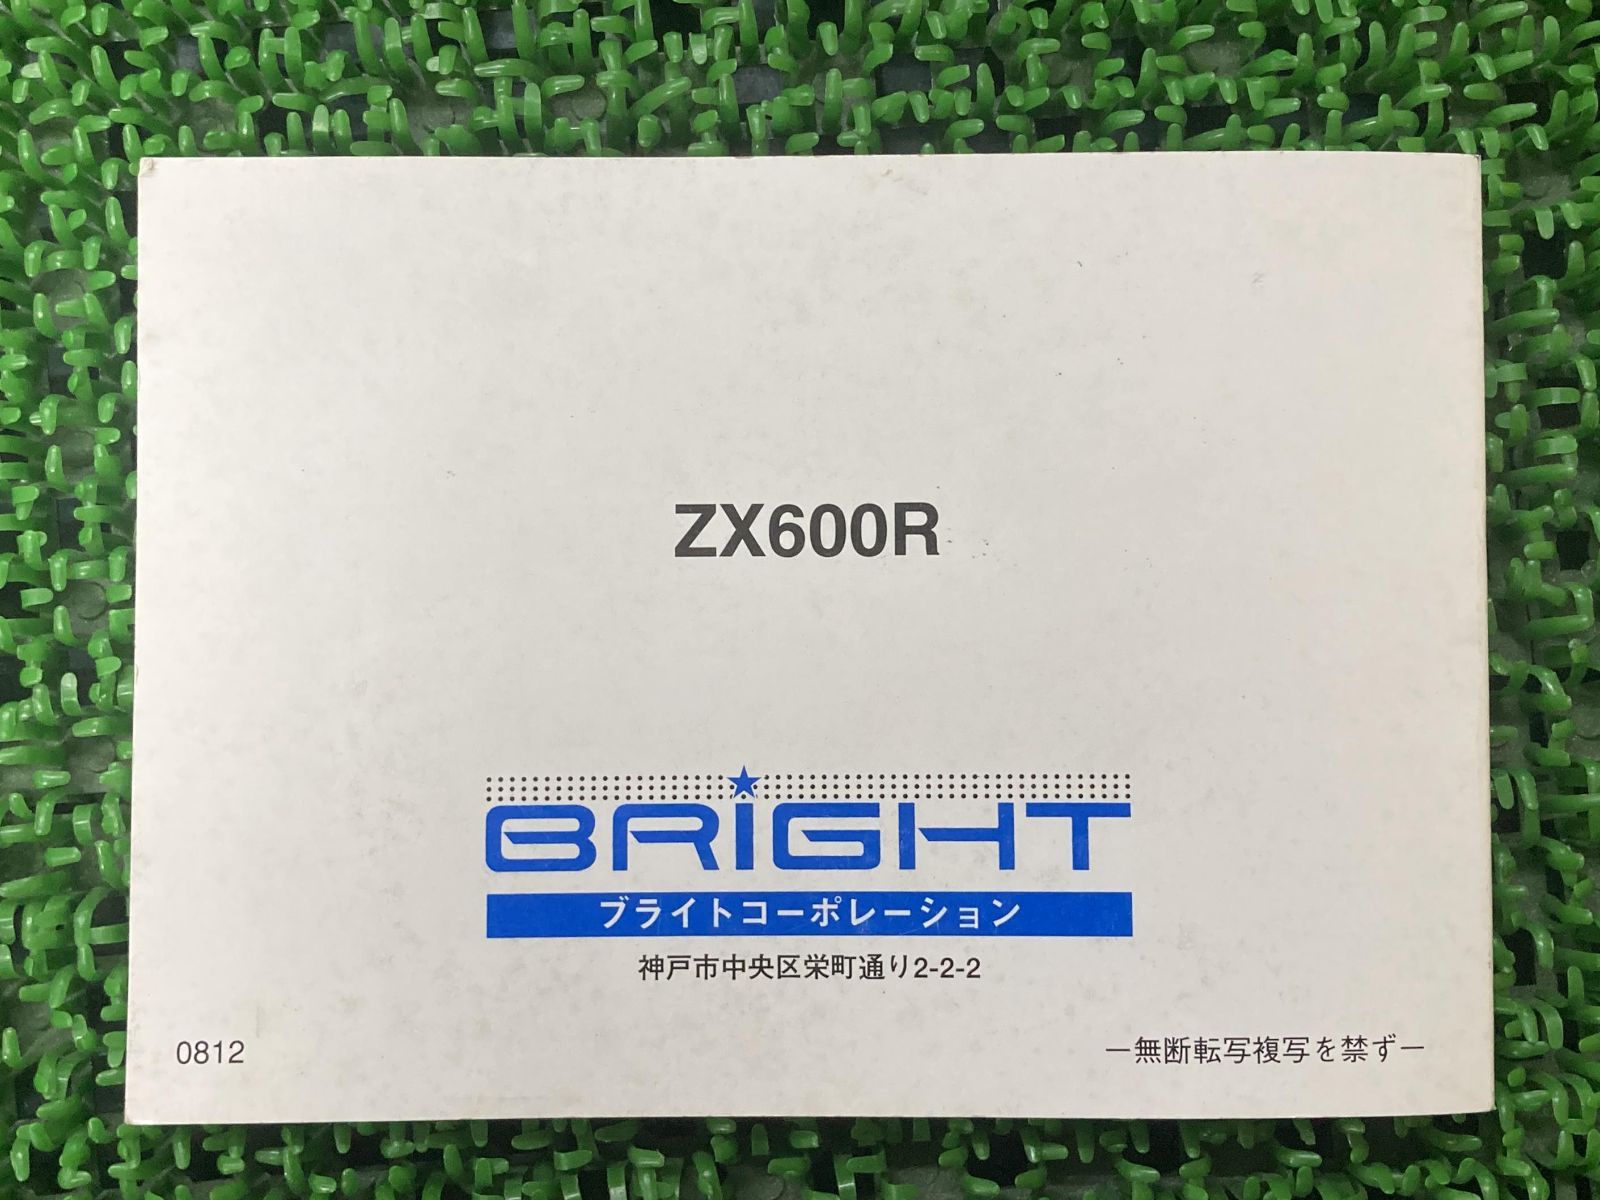 ZX600R
BRiGHT
ブライトコーポレーション
神戸市中央区栄町通り2-2-2
0812
ー無断転写複写を禁ずー